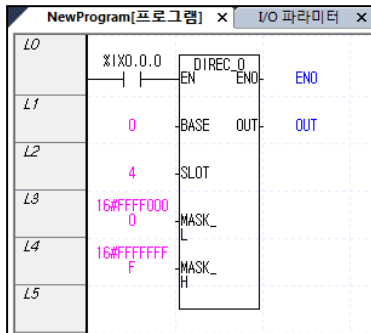 NewProgram[프로그램] x I/O 파라미터 x
L0
%IX0.0.0 DIREC_O
EN ENO ENO
L1
0 BASE OUT OUT
L2
4 SLOT
L3
16#FFFF000
0 MASK_
L
L4
16#FFFFFFF
F MASK_
H
L5